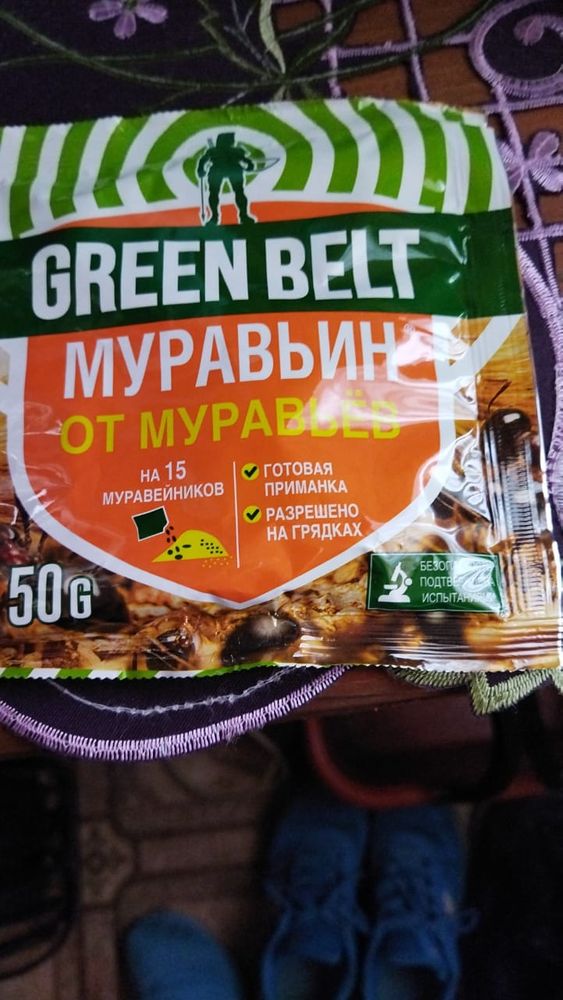 GREEN BELT
МУРАВЬИН
ОТ МУРАВЬЁВ
НА 15
МУРАВЕЙНИКОВ
ГОТОВАЯ
ПРИМАНКА
РАЗРЕШЕНО
НА ГРЯДКАХ
50G